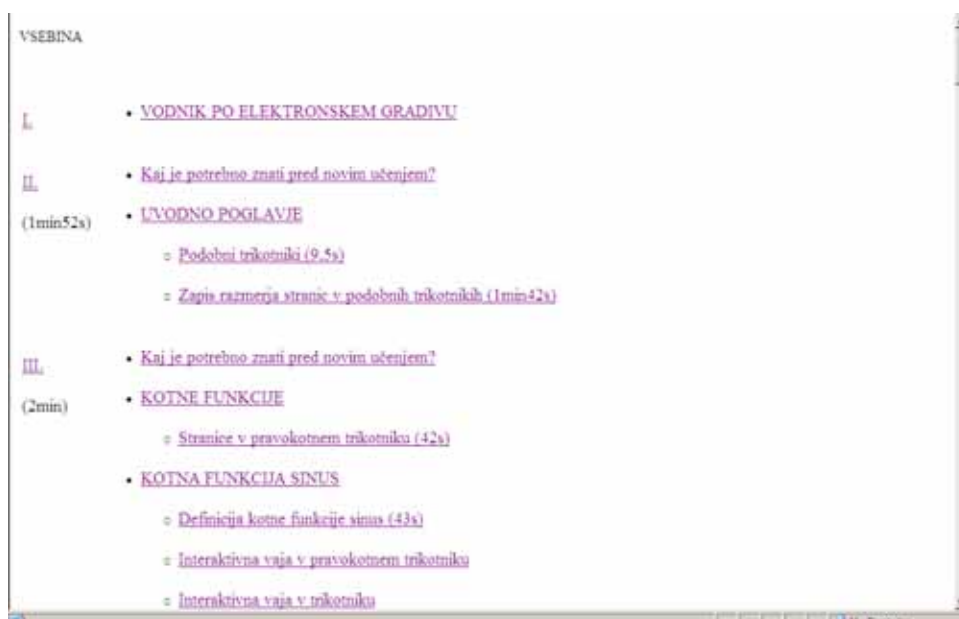 VSEBINA
I. • VODNIK PO ELEKTRONSKEM GRADIVU
II. • Kaj je potrebno znati pred novim učenjem?
(1min52s) • UVODNO POGLAVJE
Podobni trikotniki (9.5s)
Zapis razmerja stranic v podobnih trikotnikih (1min42s)
III. • Kaj je potrebno znati pred novim učenjem?
(2min) • KOTNE FUNKCIJE
Stranice v pravokotnem trikotniku (42s)
• KOTNA FUNKCIJA SINUS
Definicija kotne funkcije sinus (43s)
Interaktivna vaja v pravokotnem trikotniku
Interaktivna vaja v trikotniku